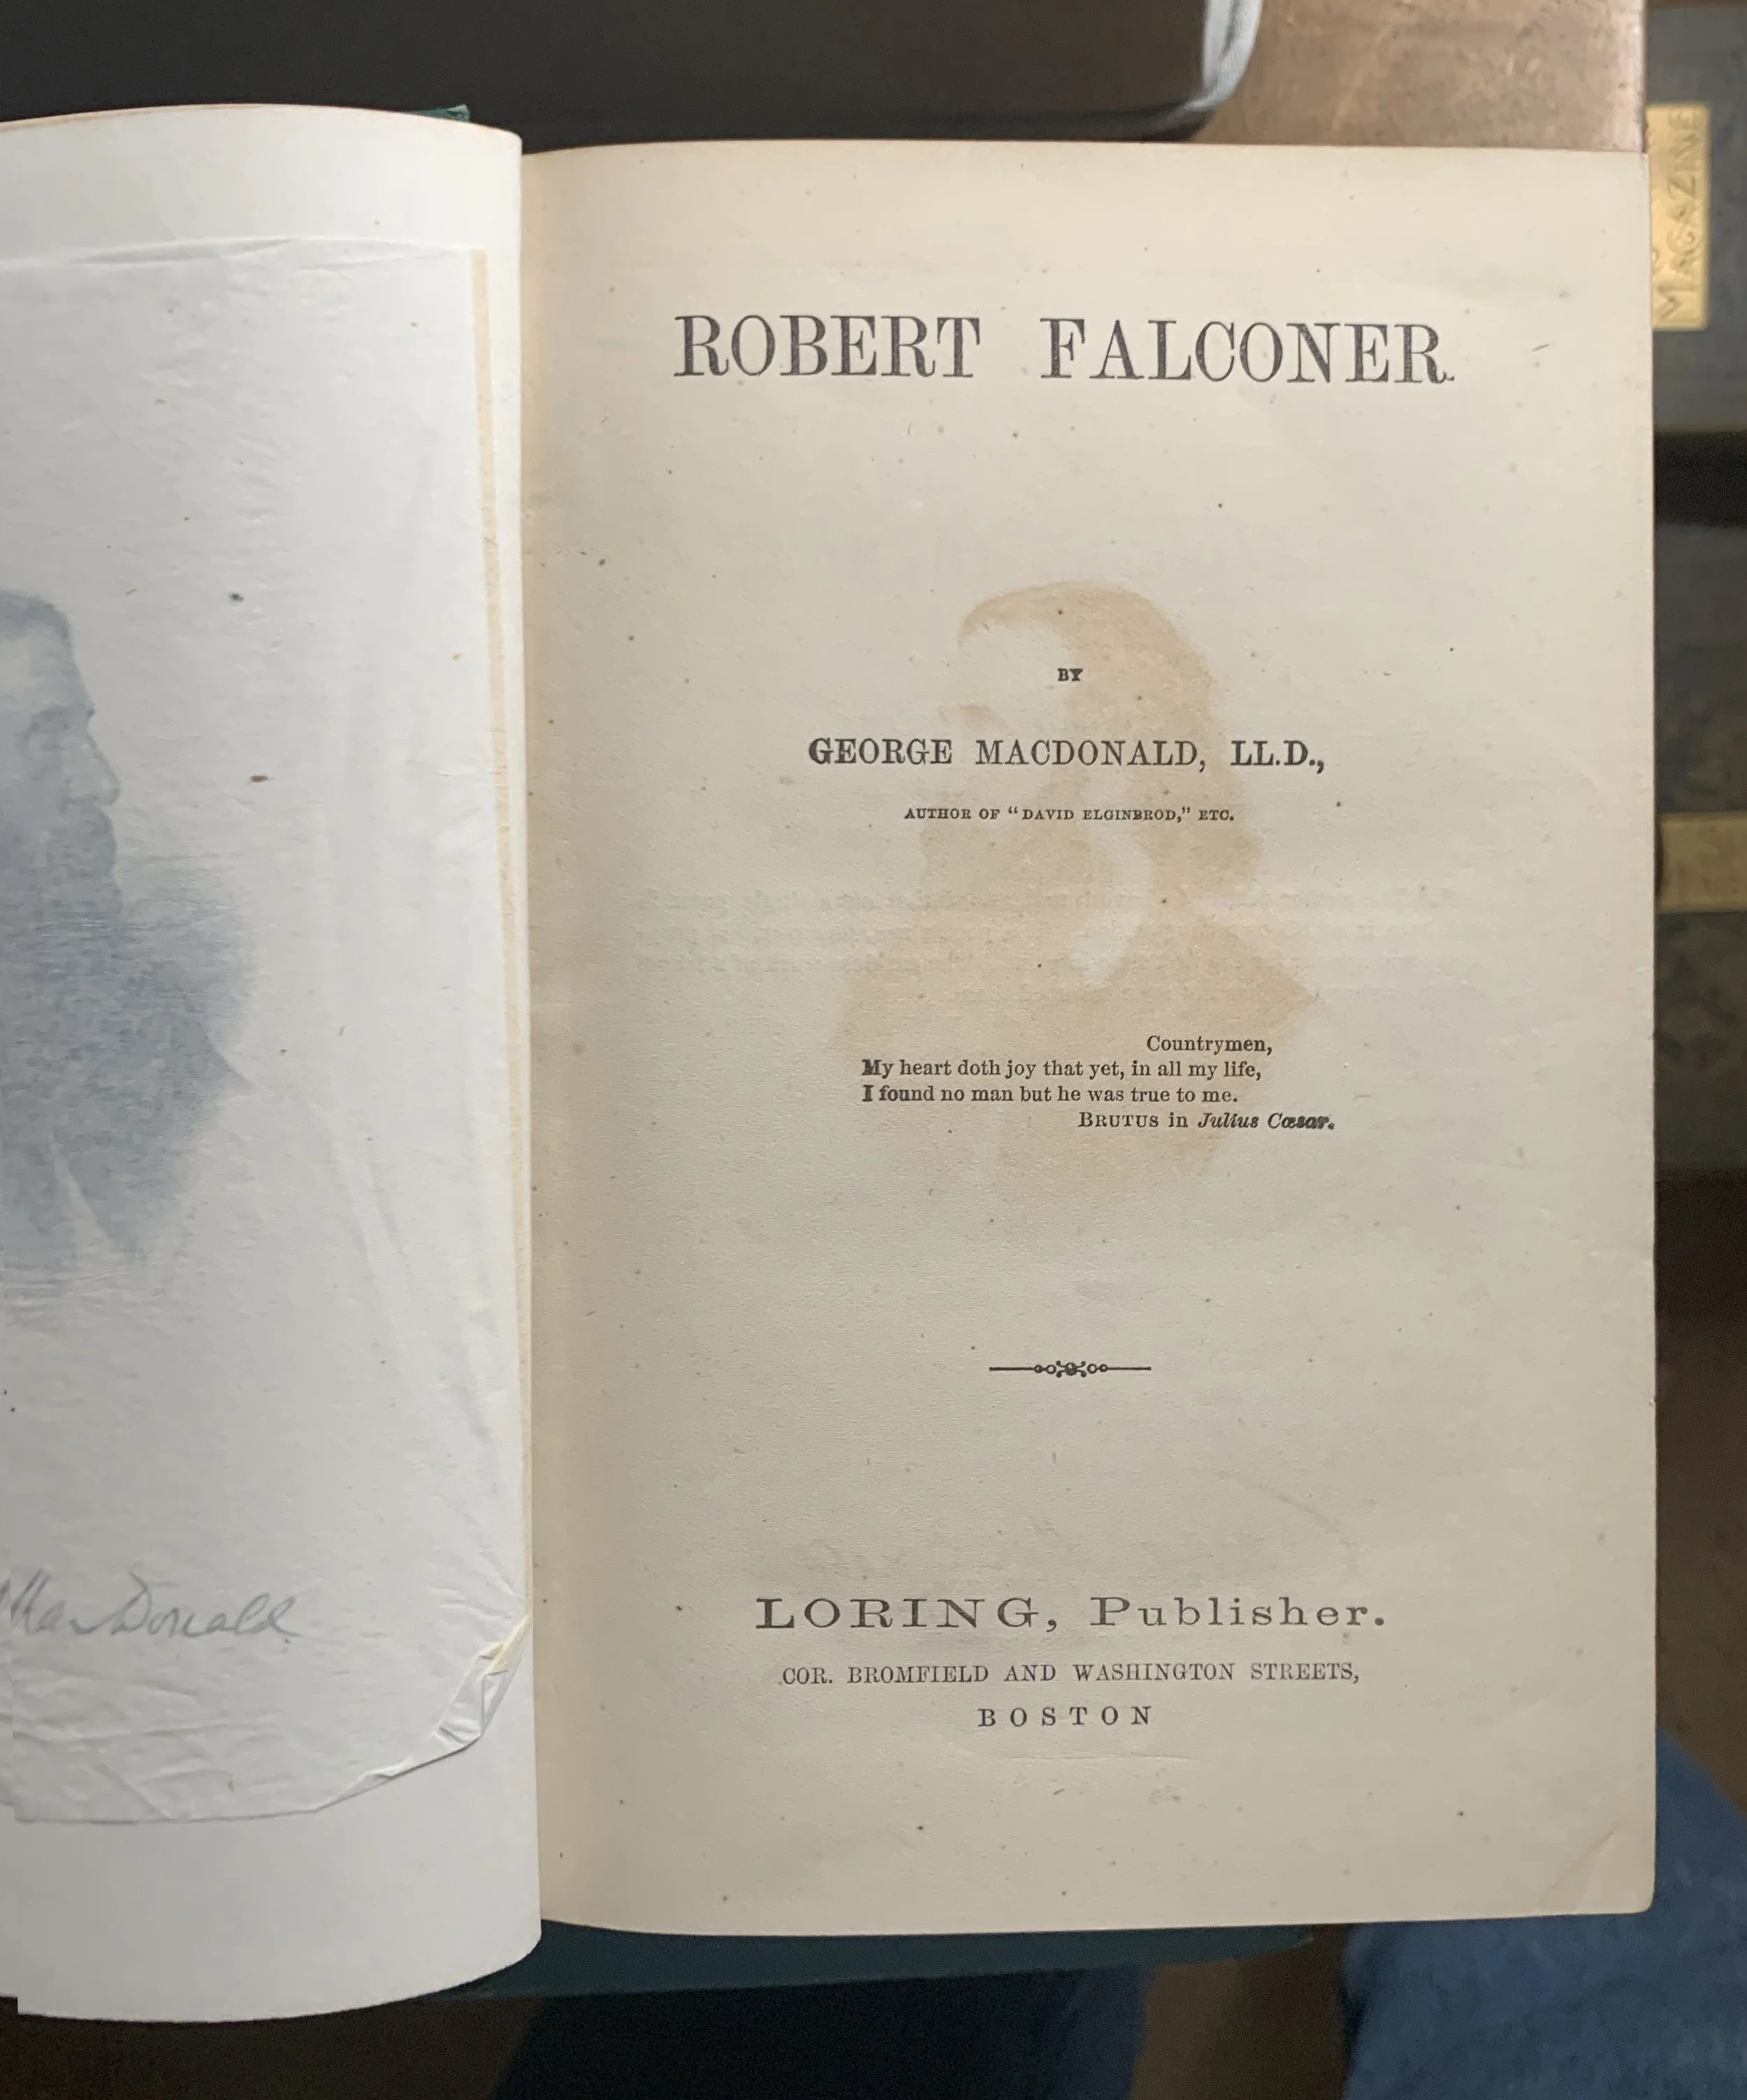 MacDonald
ROBERT FALCONER.
BY
GEORGE MACDONALD, LL.D.,
AUTHOR OF "DAVID ELGINBROD," ETC.
Countrymen,
My heart doth joy that yet, in all my life,
I found no man but he was true to me.
BRUTUS in Julius Cæsar.
LORING, Publisher.
COR. BROMFIELD AND WASHINGTON STREETS,
BOSTON
MAGAZINE